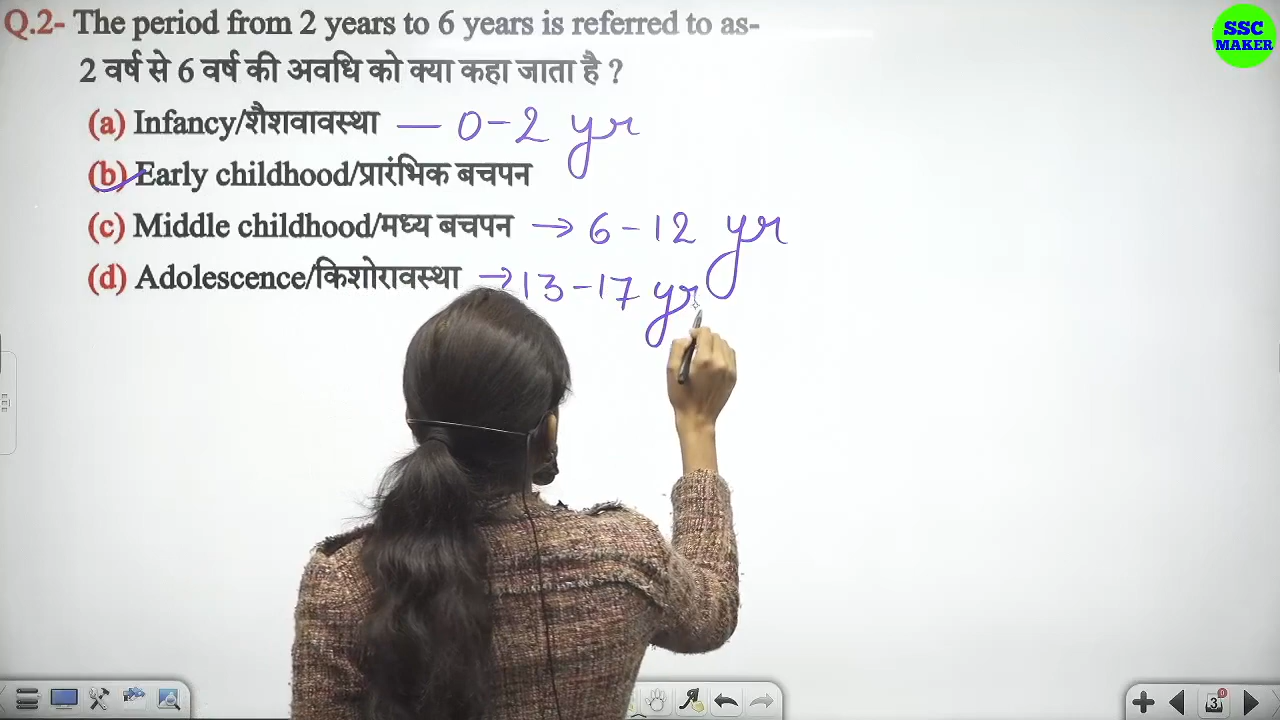 Q.2- The period from 2 years to 6 years is referred to as-
2 वर्ष से 6 वर्ष की अवधि को क्या कहा जाता है ?
(a) Infancy/शैशवावस्था — 0-2 yr
(b) Early childhood/प्रारंभिक बचपन
(c) Middle childhood/मध्य बचपन → 6-12 yr
(d) Adolescence/किशोरावस्था → 13-17 yr
SSC
MAKER
3
0